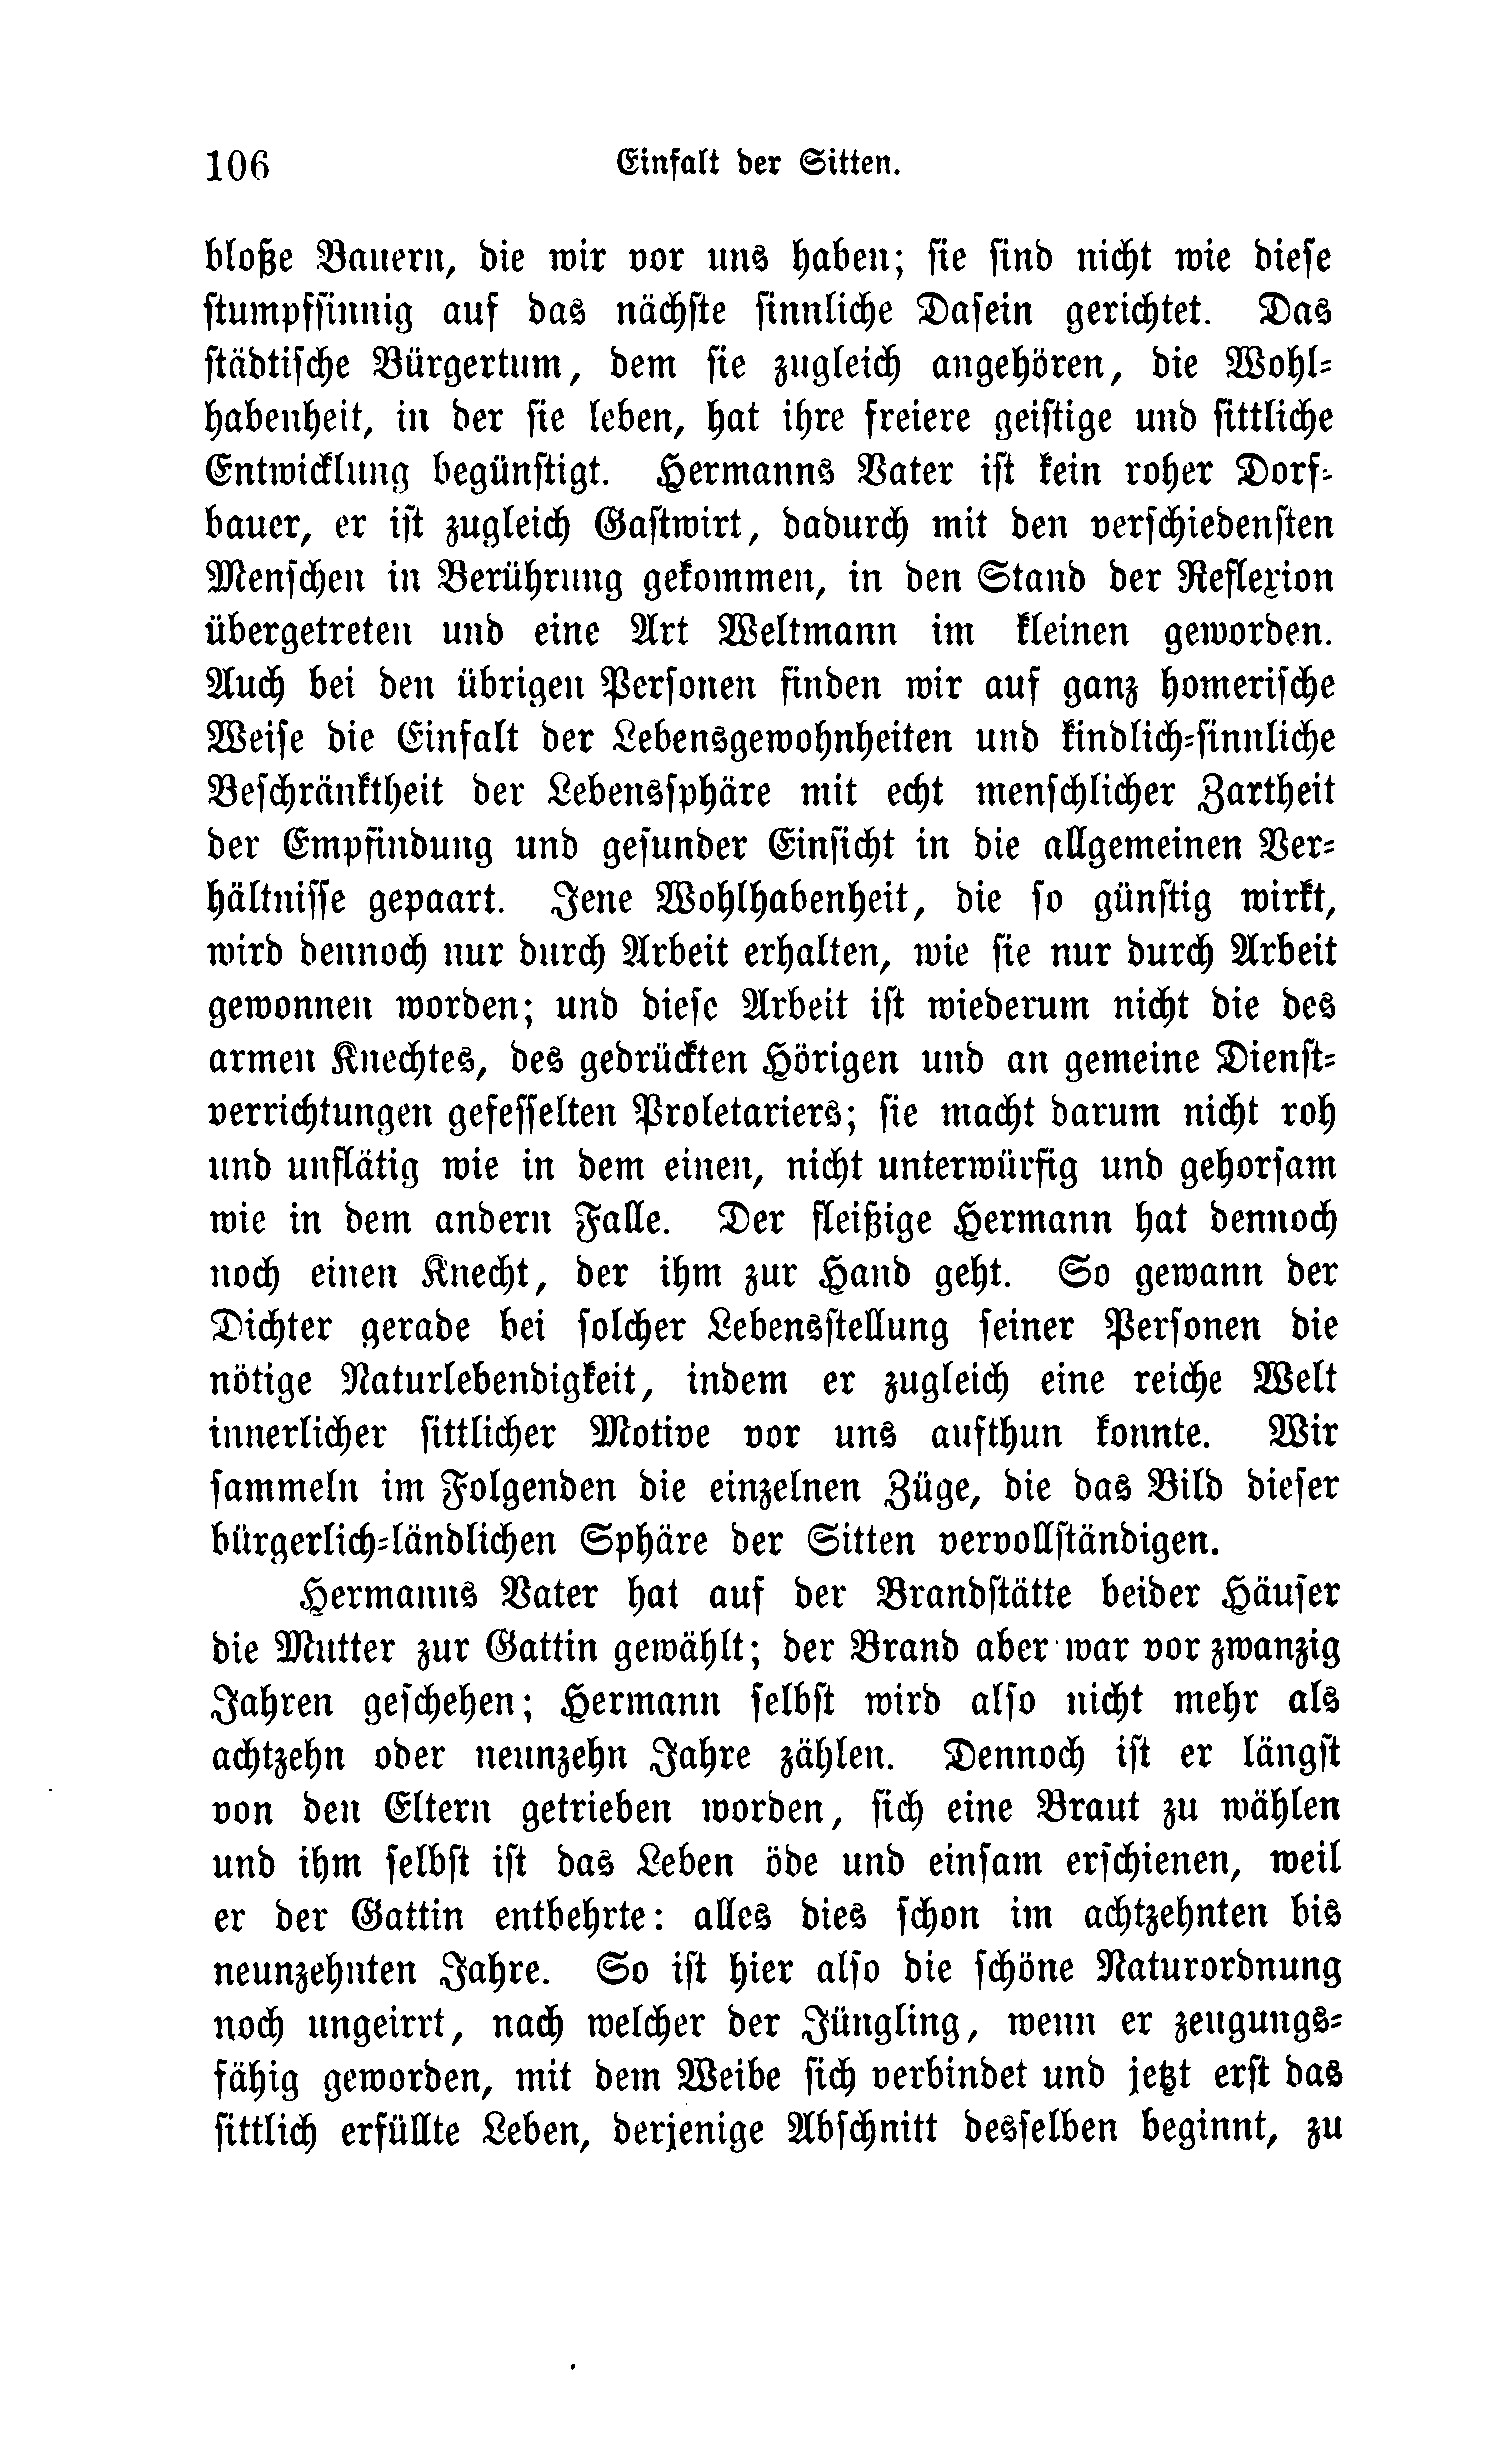 106 Einfalt der Sitten.
bloße Bauern, die wir vor uns haben; ſie ſind nicht wie dieſe
ſtumpfſinnig auf das nächſte ſinnliche Daſein gerichtet. Das
ſtädtiſche Bürgertum, dem ſie zugleich angehören, die Wohl⸗
habenheit, in der ſie leben, hat ihre freiere geiſtige und ſittliche
Entwicklung begünſtigt. Hermanns Vater iſt kein roher Dorf⸗
bauer, er iſt zugleich Gaſtwirt, dadurch mit den verſchiedenſten
Menſchen in Berührung gekommen, in den Stand der Reflexion
übergetreten und eine Art Weltmann im kleinen geworden.
Auch bei den übrigen Perſonen finden wir auf ganz homeriſche
Weiſe die Einfalt der Lebensgewohnheiten und kindlich⸗ſinnliche
Beſchränktheit der Lebensſphäre mit echt menſchlicher Zartheit
der Empfindung und geſunder Einſicht in die allgemeinen Ver⸗
hältniſſe gepaart. Jene Wohlhabenheit, die ſo günſtig wirkt,
wird dennoch nur durch Arbeit erhalten, wie ſie nur durch Arbeit
gewonnen worden; und dieſe Arbeit iſt wiederum nicht die des
armen Knechtes, des gedrückten Hörigen und an gemeine Dienſt⸗
verrichtungen gefeſſelten Proletariers; ſie macht darum nicht roh
und unflätig wie in dem einen, nicht unterwürfig und gehorſam
wie in dem andern Falle. Der fleißige Hermann hat dennoch
noch einen Knecht, der ihm zur Hand geht. So gewann der
Dichter gerade bei ſolcher Lebensſtellung ſeiner Perſonen die
nötige Naturlebendigkeit, indem er zugleich eine reiche Welt
innerlicher ſittlicher Motive vor uns aufthun konnte. Wir
ſammeln im Folgenden die einzelnen Züge, die das Bild dieſer
bürgerlich⸗ländlichen Sphäre der Sitten vervollſtändigen.
Hermanns Vater hat auf der Brandſtätte beider Häuſer
die Mutter zur Gattin gewählt; der Brand aber war vor zwanzig
Jahren geſchehen; Hermann ſelbſt wird alſo nicht mehr als
achtzehn oder neunzehn Jahre zählen. Dennoch iſt er längſt
von den Eltern getrieben worden, ſich eine Braut zu wählen
und ihm ſelbſt iſt das Leben öde und einſam erſchienen, weil
er der Gattin entbehrte: alles dies ſchon im achtzehnten bis
neunzehnten Jahre. So iſt hier alſo die ſchöne Naturordnung
noch ungeirrt, nach welcher der Jüngling, wenn er zeugungs⸗
fähig geworden, mit dem Weibe ſich verbindet und jetzt erſt das
ſittlich erfüllte Leben, derjenige Abſchnitt desſelben beginnt, zu